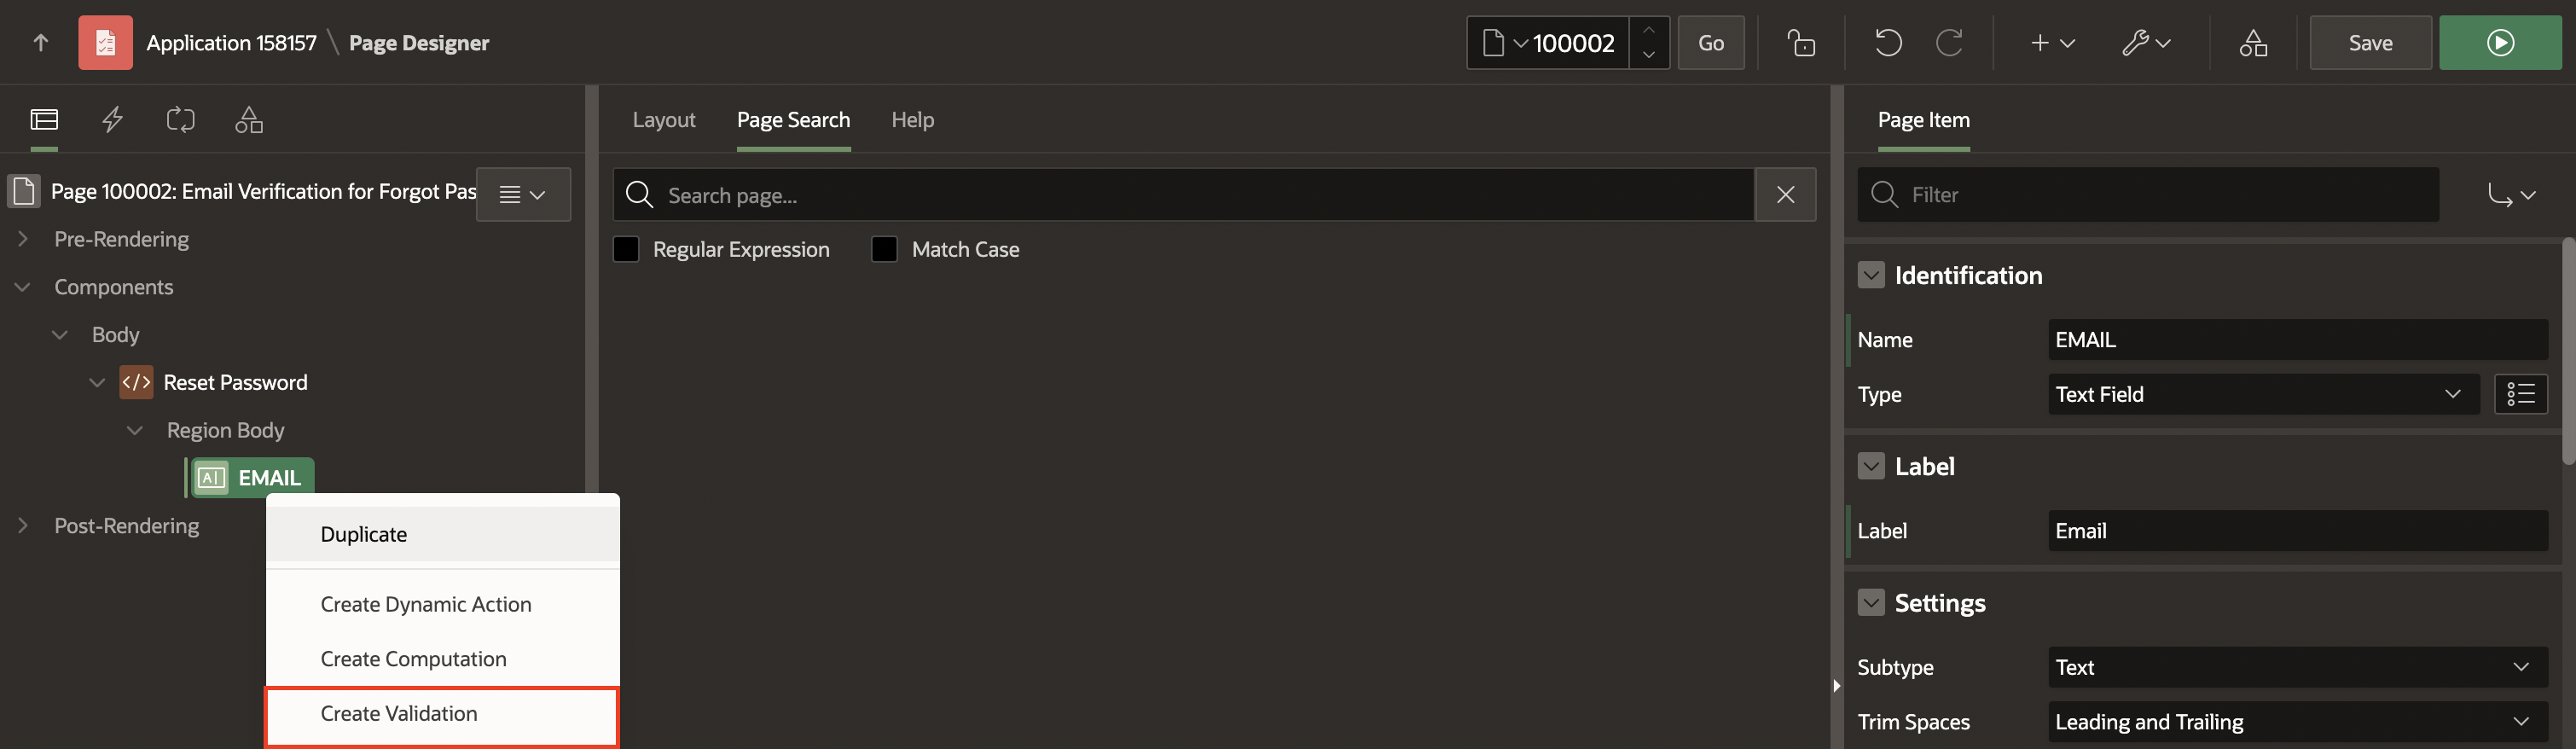 Application 158157 \ Page Designer
100002
Go
Save
Layout
Page Search
Help
Page Item
Page 100002: Email Verification for Forgot Pas
Search page...
Filter
Pre-Rendering
Regular Expression
Match Case
Components
Identification
Body
Name
EMAIL
Reset Password
Type
Text Field
Region Body
Label
EMAIL
Post-Rendering
Label
Email
Duplicate
Settings
Create Dynamic Action
Create Computation
Subtype
Text
Create Validation
Trim Spaces
Leading and Trailing